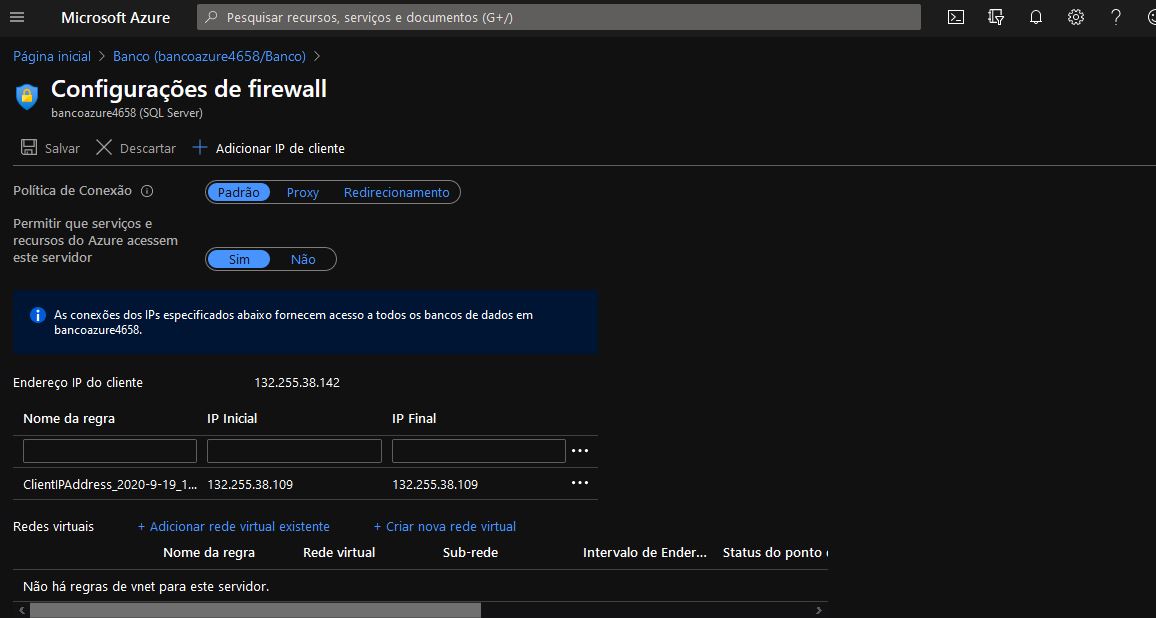 Microsoft Azure
Pesquisar recursos, serviços e documentos (G+/)
Página inicial > Banco (bancoazure4658/Banco) >
Configurações de firewall
bancoazure4658 (SQL Server)
Salvar Descartar + Adicionar IP de cliente
Política de Conexão Padrão Proxy Redirecionamento
Permitir que serviços e
recursos do Azure acessem
este servidor Sim Não
As conexões dos IPs especificados abaixo fornecem acesso a todos os bancos de dados em
bancoazure4658.
Endereço IP do cliente 132.255.38.142
Nome da regra IP Inicial IP Final
ClientIPAddress_2020-9-19_1... 132.255.38.109 132.255.38.109
Redes virtuais + Adicionar rede virtual existente + Criar nova rede virtual
Nome da regra Rede virtual Sub-rede Intervalo de Ender... Status do ponto
Não há regras de vnet para este servidor.